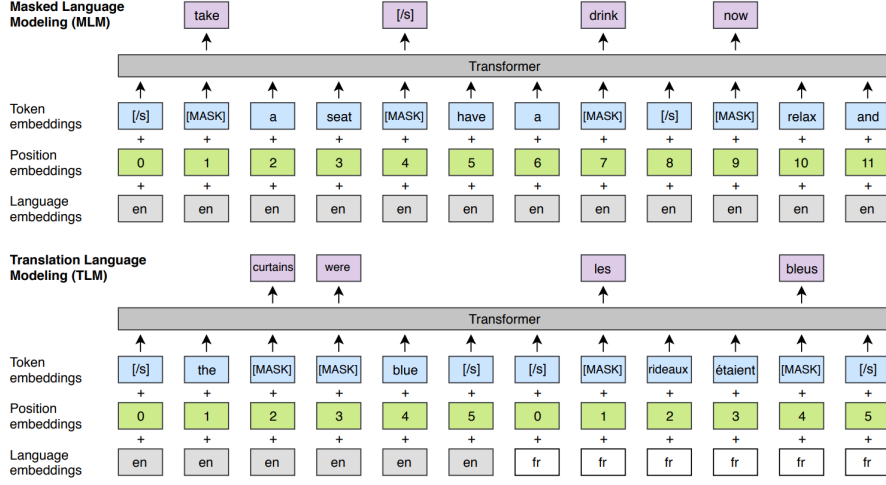 Masked Language
Modeling (MLM)
take [/s] drink now
Transformer
Token
embeddings
[/s] [MASK] a seat [MASK] have a [MASK] [/s] [MASK] relax and
+ + + + + + + + + + + +
Position
embeddings
0 1 2 3 4 5 6 7 8 9 10 11
+ + + + + + + + + + + +
Language
embeddings
en en en en en en en en en en en en
Translation Language
Modeling (TLM)
curtains were les bleus
Transformer
Token
embeddings
[/s] the [MASK] [MASK] blue [/s] [/s] [MASK] rideaux étaient [MASK] [/s]
+ + + + + + + + + + + +
Position
embeddings
0 1 2 3 4 5 0 1 2 3 4 5
+ + + + + + + + + + + +
Language
embeddings
en en en en en en fr fr fr fr fr fr